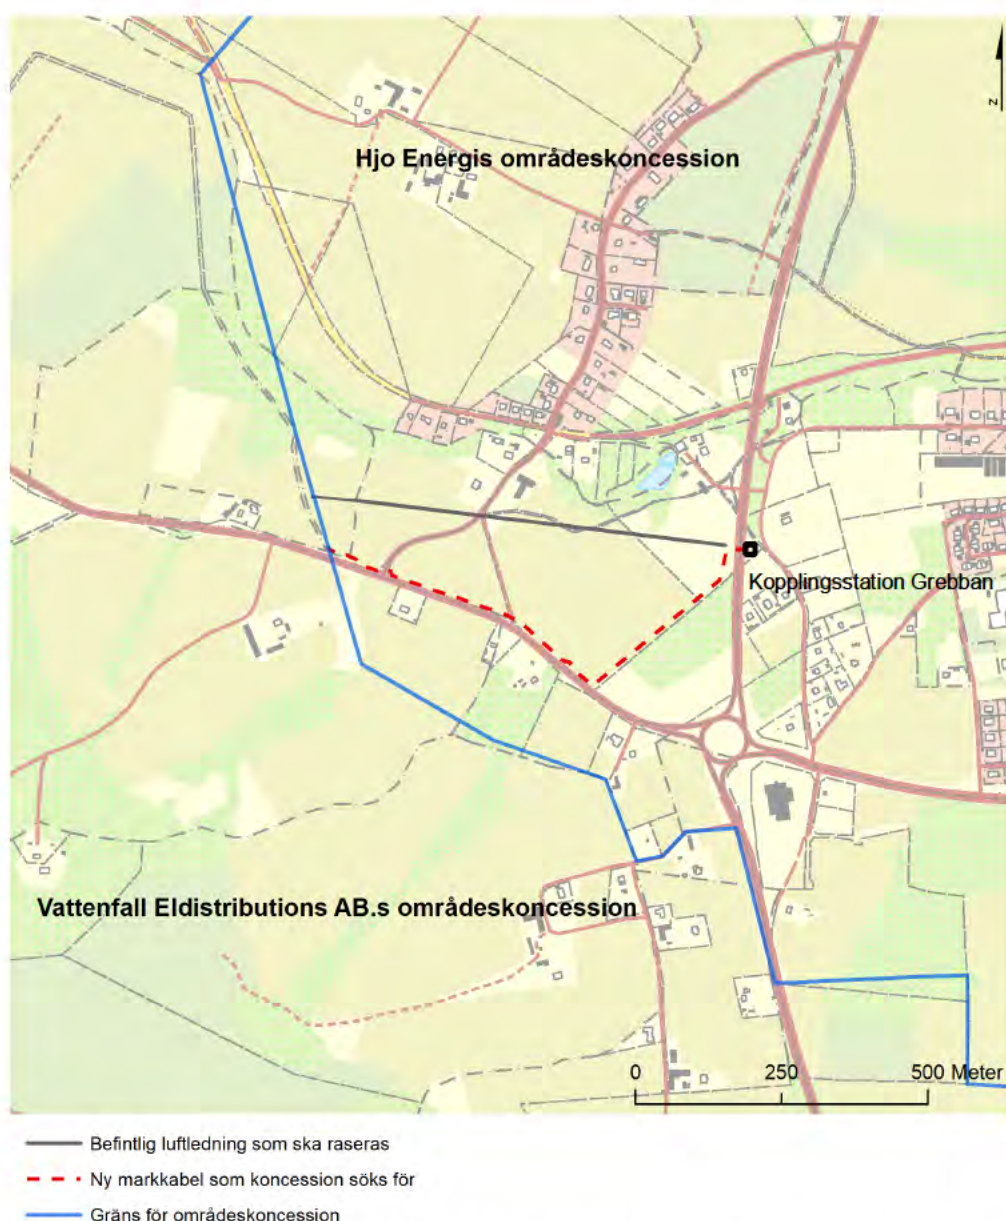 z
Hjo Energis områdeskoncession
Kopplingsstation Grebban
Vattenfall Eldistributions AB.s områdeskoncession
0 250 500 Meter
Befintlig luftledning som ska raseras
Ny markkabel som koncession söks för
Gräns för områdeskoncession